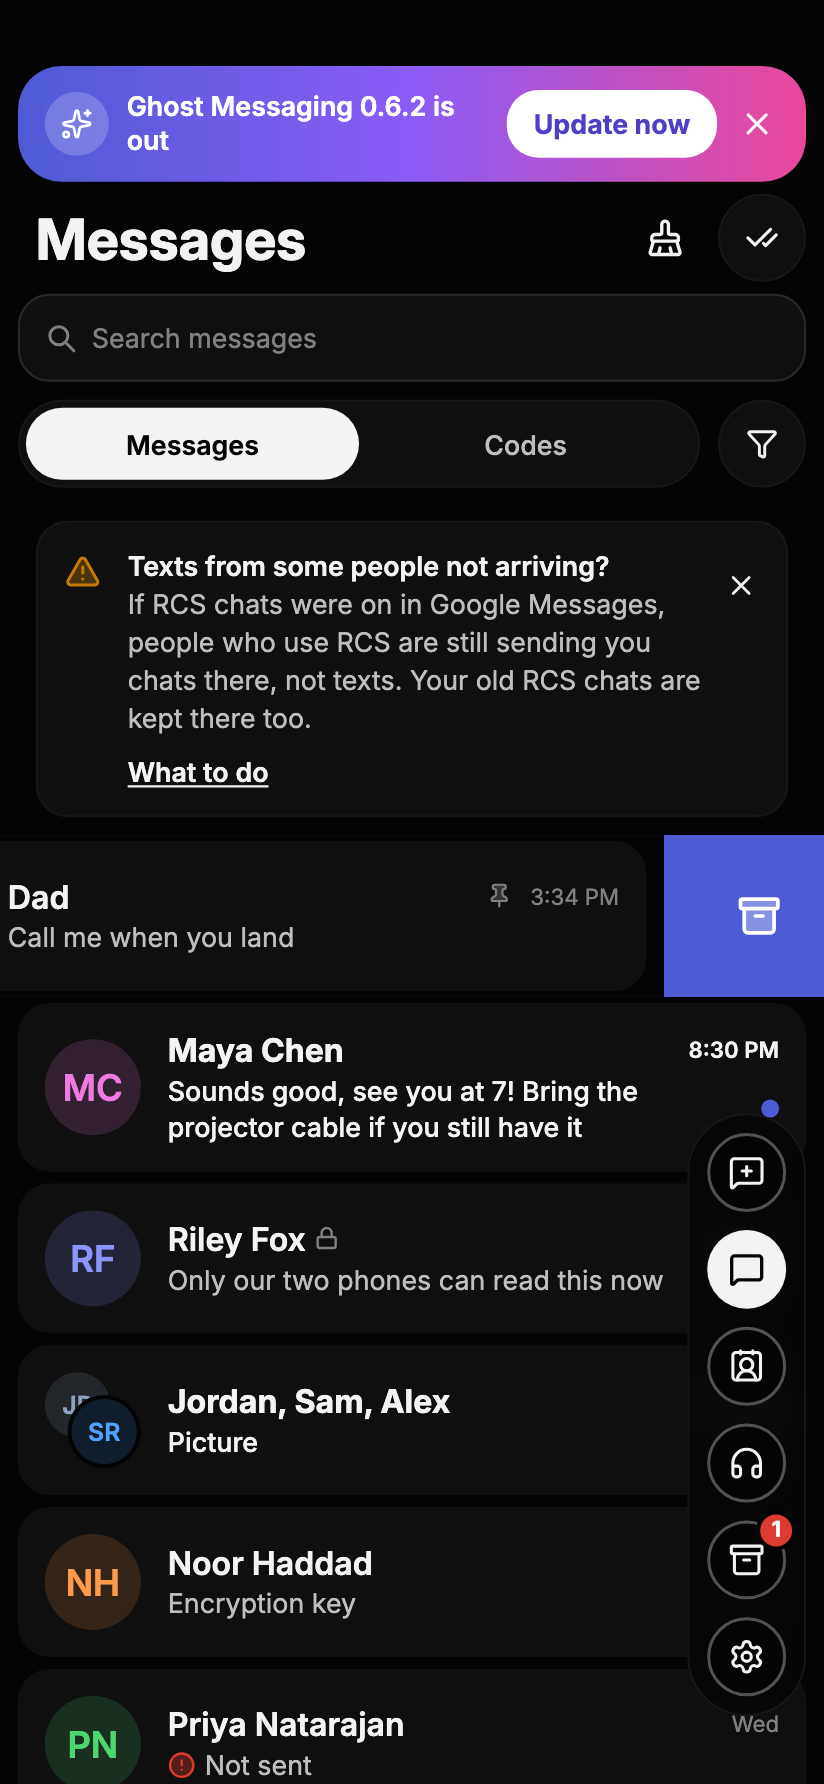 Ghost Messaging 0.6.2 is
out
Update now
Messages
Search messages
Messages
Codes
Texts from some people not arriving?
If RCS chats were on in Google Messages,
people who use RCS are still sending you
chats there, not texts. Your old RCS chats are
kept there too.
What to do
Dad
3:34 PM
Call me when you land
MC
Maya Chen
8:30 PM
Sounds good, see you at 7! Bring the
projector cable if you still have it
RF
Riley Fox
Only our two phones can read this now
SR
Jordan, Sam, Alex
Picture
1
NH
Noor Haddad
Encryption key
PN
Priya Natarajan
Wed
Not sent